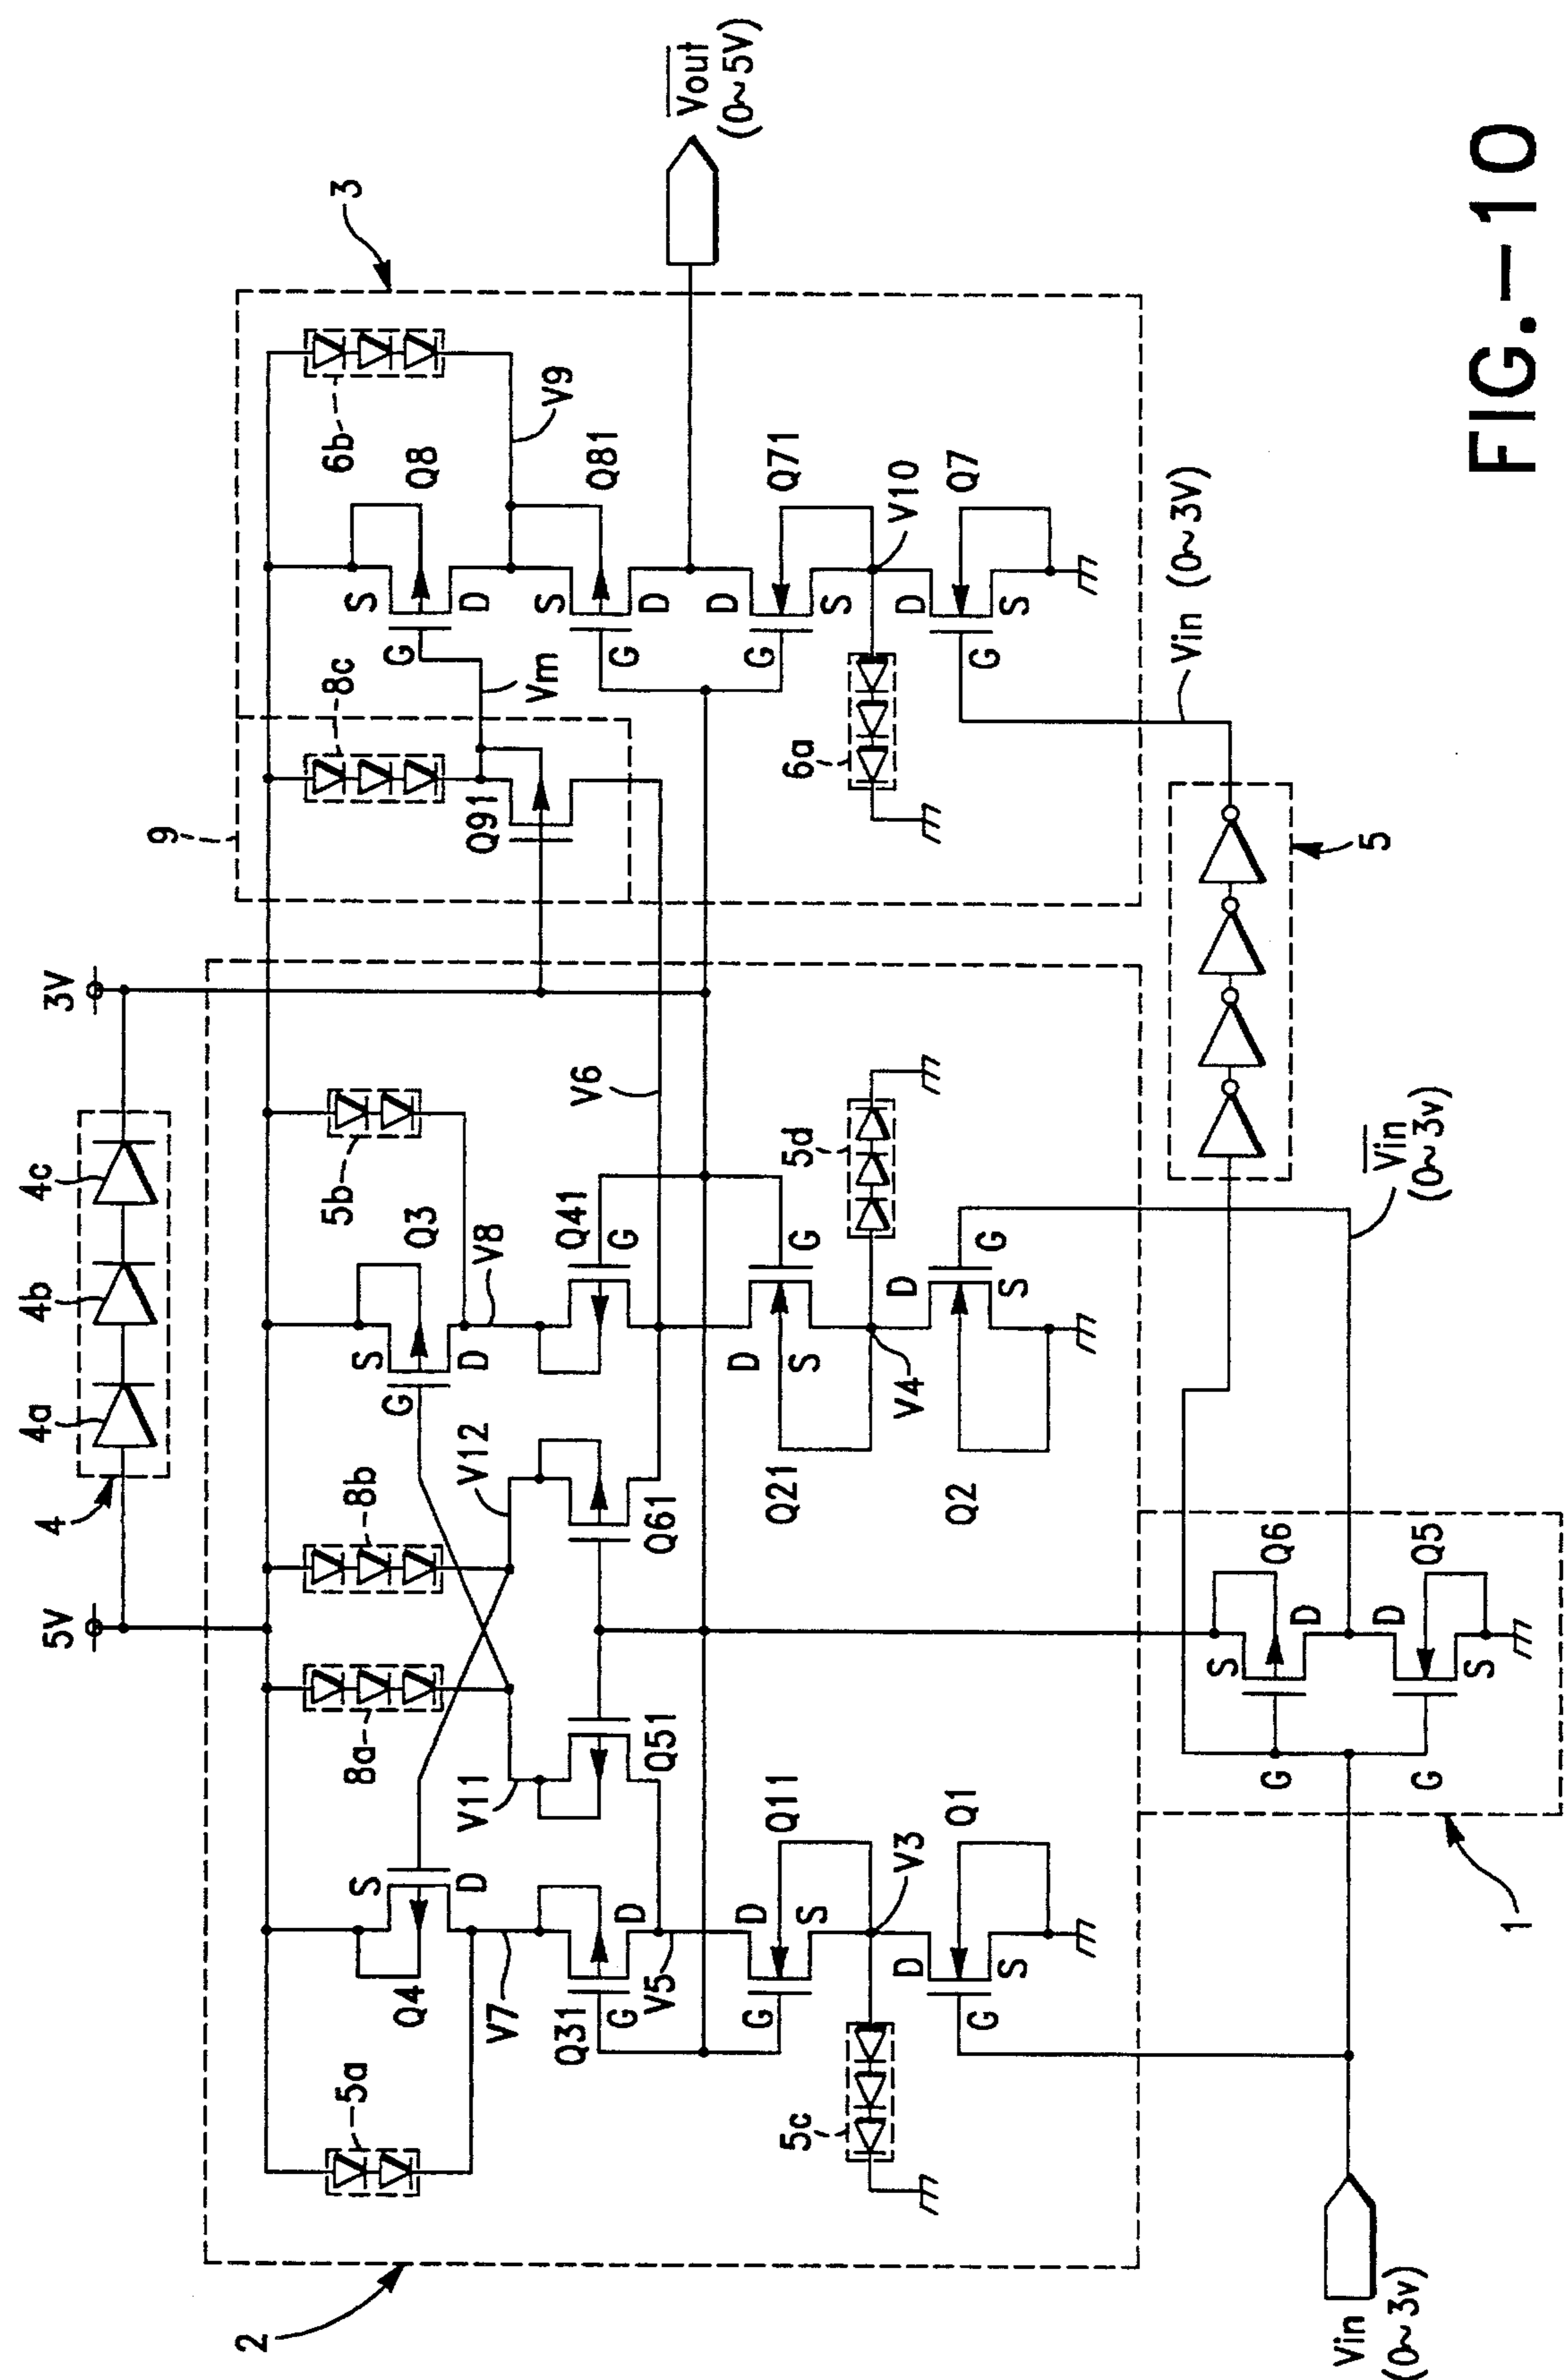 FIG.-10
5V
3V
4
4a
4b
4c
2
5a
Q4
S
D
8a
8b
G
S
D
Q3
5b
9
8c
Q91
Vm
G
S
D
Q8
6b
3
V7
V11
V12
V8
V9
Q31
G
D
Q51
Q61
Q41
G
V6
G
S
D
Q81
V5
Vout
(0~5V)
G
D
S
Q11
Q21
D
S
G
G
D
S
Q71
5c
V3
V4
5d
6a
V10
G
D
S
Q1
Q2
D
S
G
G
D
S
Q7
1
G
S
D
Q6
G
D
S
Q5
Vin
(0~3v)
5
Vin (0~3V)
Vin
(0~3v)